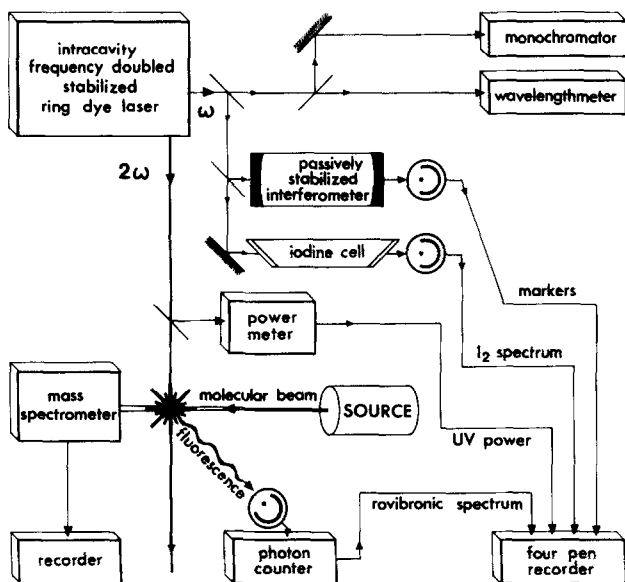 intracavity
frequency doubled
stabilized
ring dye laser
ω
2ω
monochromator
wavelengthmeter
passively
stabilized
interferometer
iodine cell
markers
power
meter
I₂ spectrum
mass
spectrometer
molecular beam
SOURCE
UV power
fluorescence
rovibronic spectrum
recorder
photon
counter
four pen
recorder